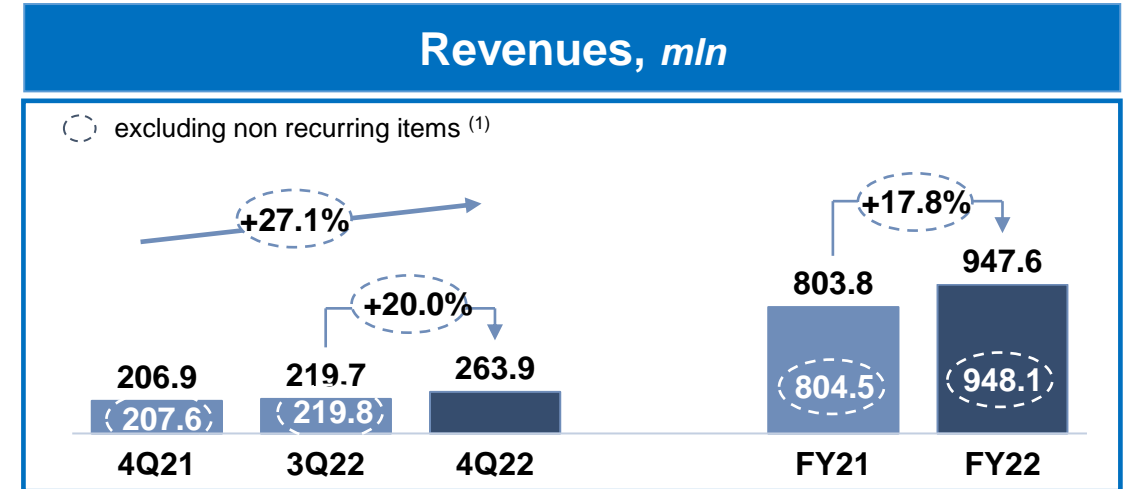 Revenues, mln
excluding non recurring items (1)
+27.1%
+17.8%
+20.0%
206.9 219.7 263.9 803.8 947.6
207.6 219.8 804.5 948.1
4Q21 3Q22 4Q22 FY21 FY22